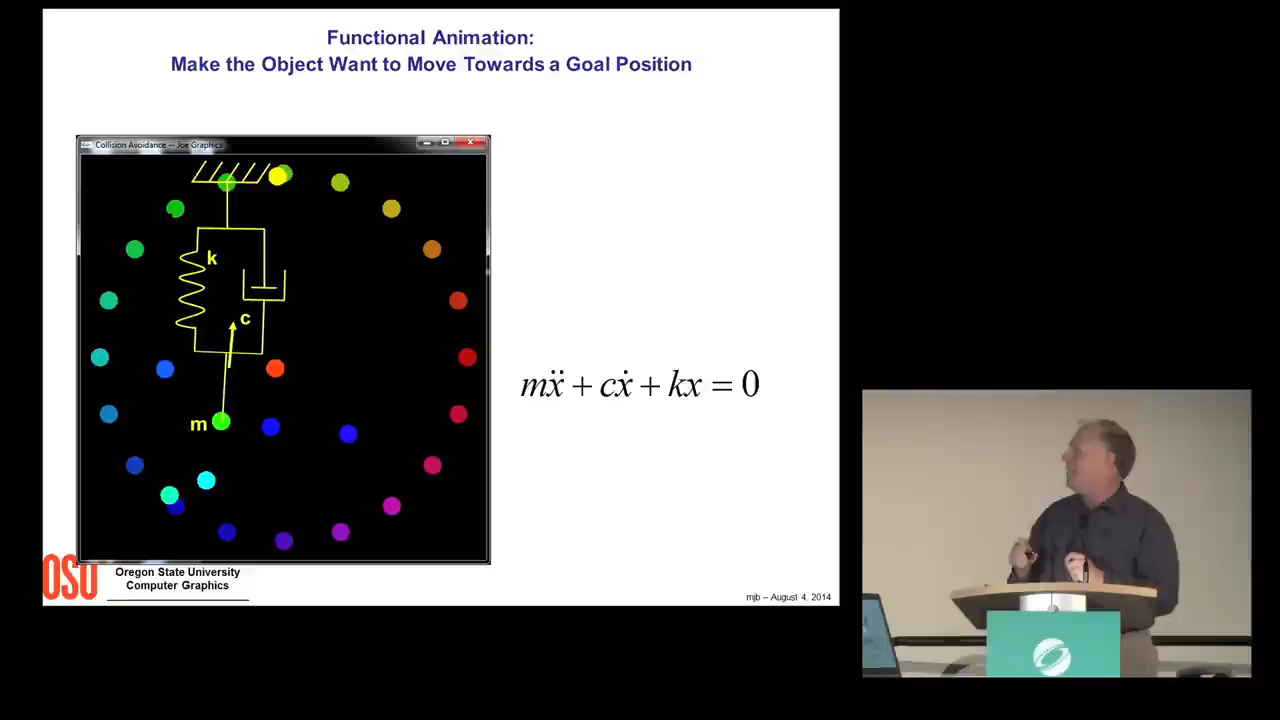 Functional Animation:
Make the Object Want to Move Towards a Goal Position
Collision Avoidance -- Joe Graphics
k
c
m
mẍ + cẋ + kx = 0
OSU
Oregon State University
Computer Graphics
mjb – August 4, 2014